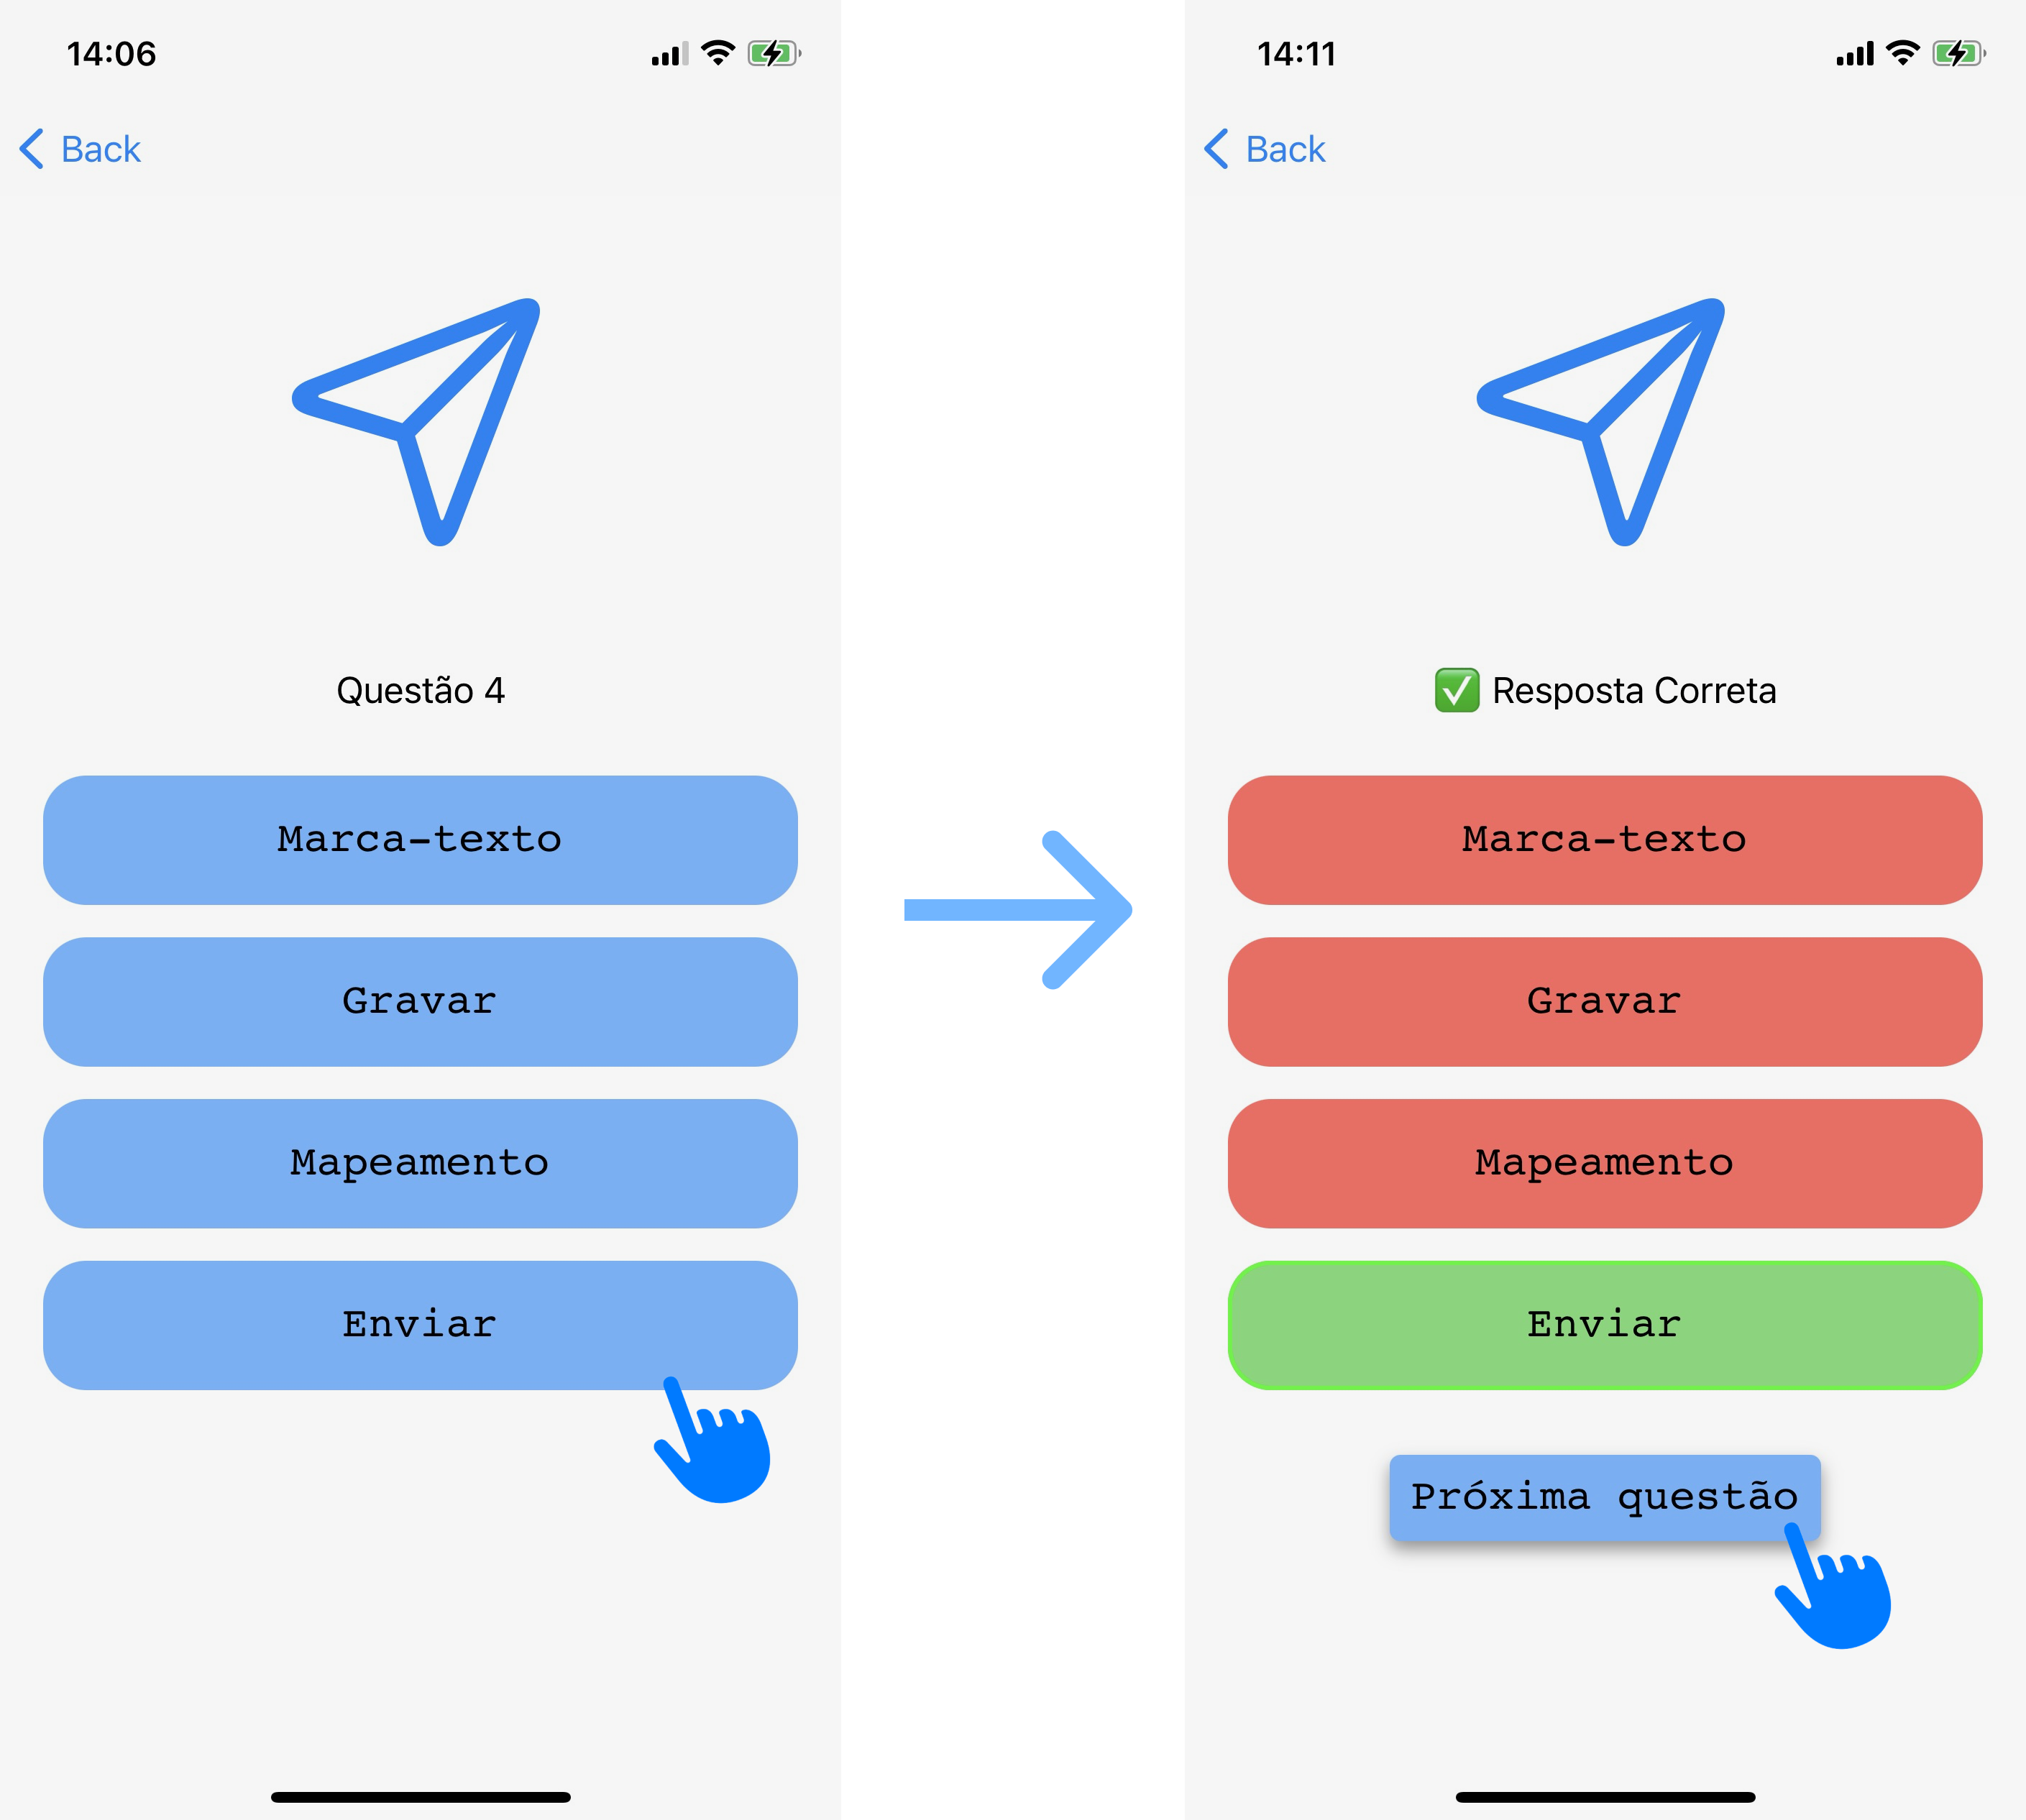 14:06
Back
Questão 4
Marca-texto
Gravar
Mapeamento
Enviar
14:11
Back
Resposta Correta
Marca-texto
Gravar
Mapeamento
Enviar
Próxima questão